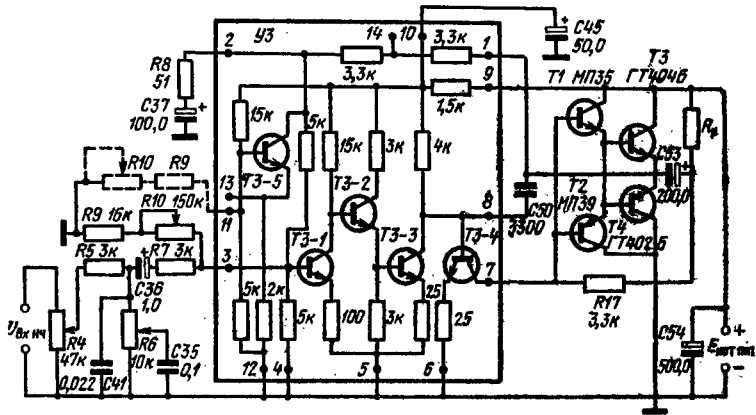 2
У3
14
10
1
C45
50,0
R8
51
3,3к
3,3к
9
T1
МП35
T3
ГТ404Б
C37
100,0
15к
5к
15к
3к
1,5к
4к
R10
R9
T3-5
13
T3-2
8
C50
3300
C53
200,0
R10
150к
R9
16к
11
R5
3к
R7
3к
3
T3-1
T3-3
T3-4
7
T2
МП39
T4
ГТ402Б
C36
1,0
Uвх нч
R4
47к
R6
10к
C35
0,1
0,022
C41
5к
2к
5к
100
3к
25
25
R17
3,3к
C54
500,0
+
Eпит
–
12
4
5
6